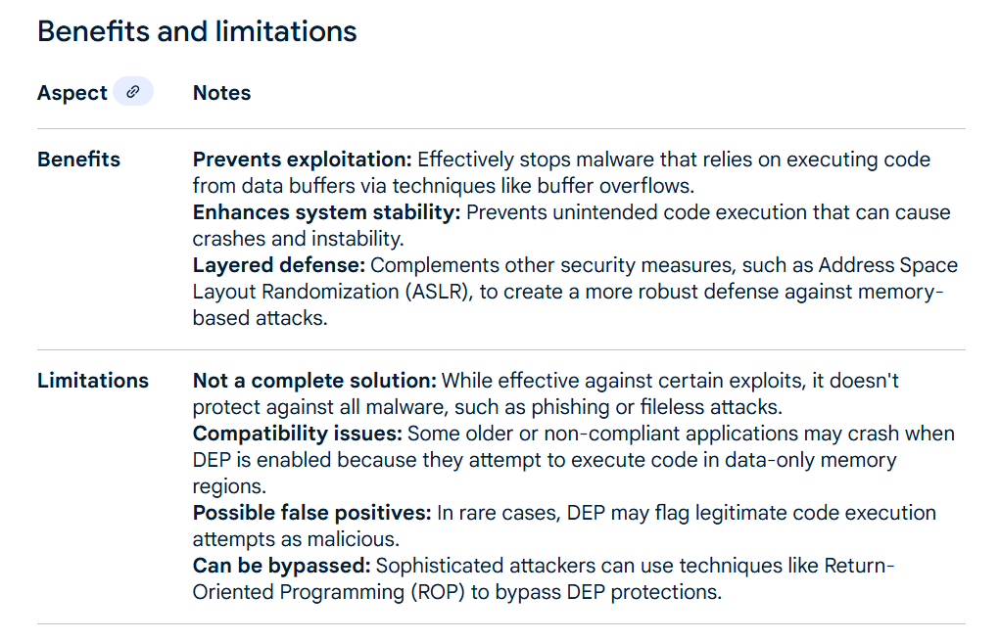 Benefits and limitations
Aspect Notes
Benefits Prevents exploitation: Effectively stops malware that relies on executing code
from data buffers via techniques like buffer overflows.
Enhances system stability: Prevents unintended code execution that can cause
crashes and instability.
Layered defense: Complements other security measures, such as Address Space
Layout Randomization (ASLR), to create a more robust defense against memory-
based attacks.
Limitations Not a complete solution: While effective against certain exploits, it doesn't
protect against all malware, such as phishing or fileless attacks.
Compatibility issues: Some older or non-compliant applications may crash when
DEP is enabled because they attempt to execute code in data-only memory
regions.
Possible false positives: In rare cases, DEP may flag legitimate code execution
attempts as malicious.
Can be bypassed: Sophisticated attackers can use techniques like Return-
Oriented Programming (ROP) to bypass DEP protections.